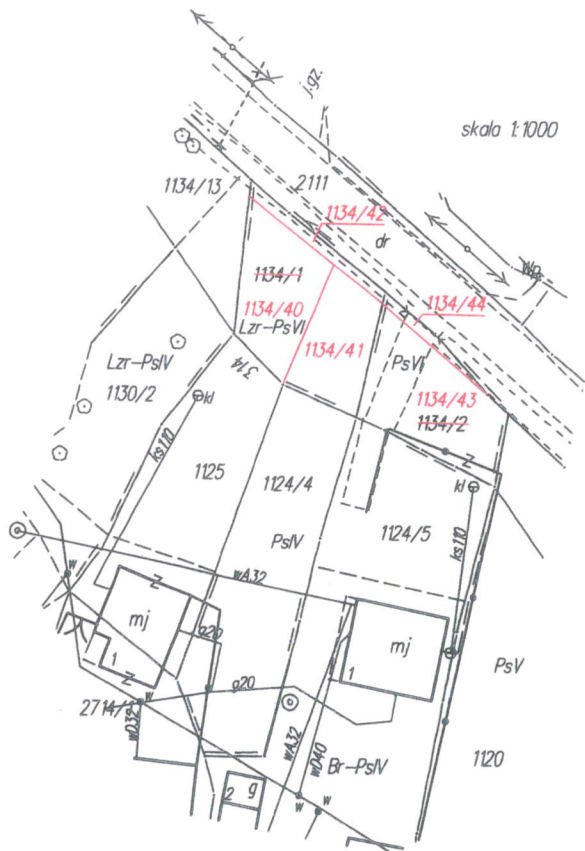 j.gz.
skala 1:1000
1134/13
2111
1134/42
dr
Wp
1134/1
1134/40
Lzr-PsVI
1134/44
1134/41
PsVI
1134/43
1134/2
Lzr-PsIV
1130/2
314
kl
ks110
1125
1124/4
PsIV
kl
ks110
1124/5
Z
w
wA32
Z
mj
g20
mj
1
Z
1
PsV
g20
2714/
w
wD32
wA32
wD40
Br-PsIV
1120
2
g
w
w